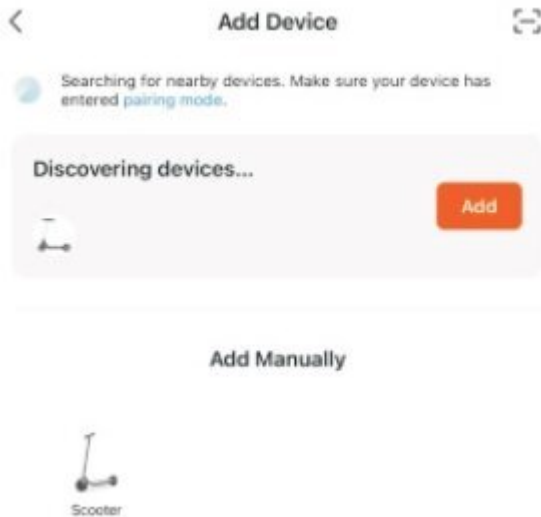 Add Device
Searching for nearby devices. Make sure your device has
entered pairing mode.
Discovering devices...
Add
Add Manually
Scooter